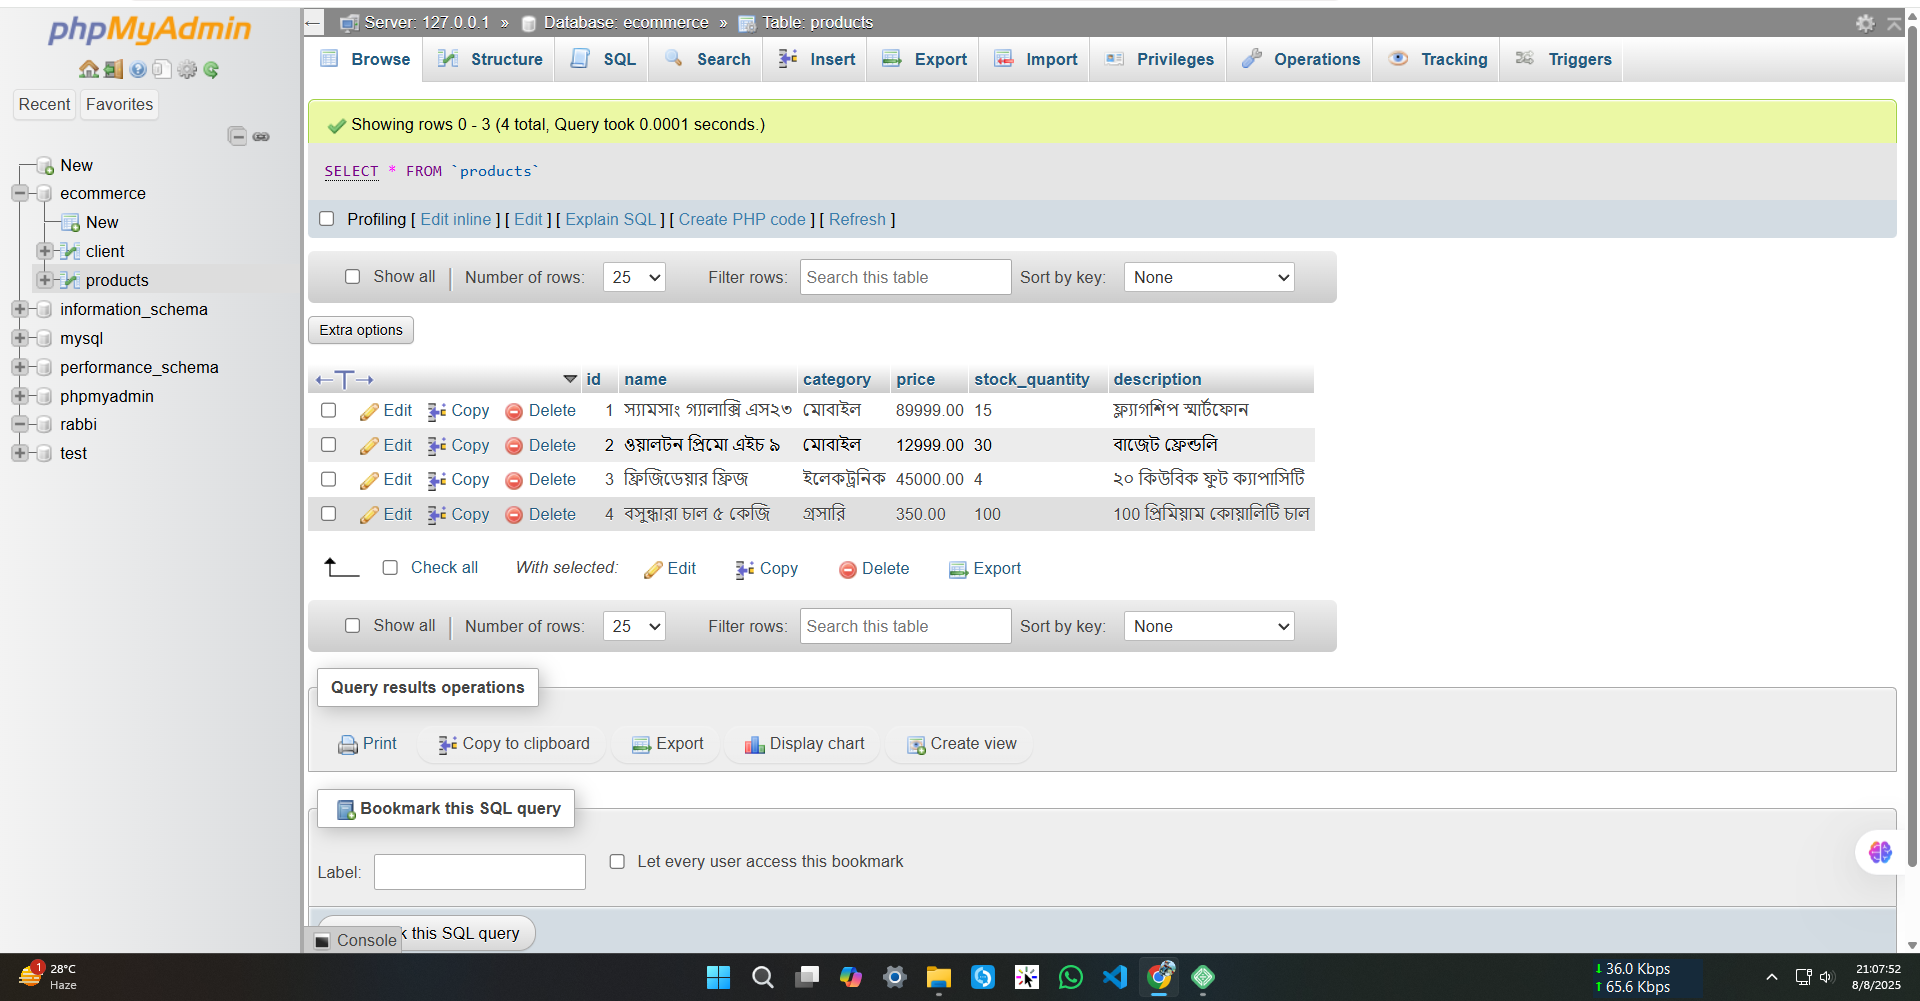 phpMyAdmin
Recent Favorites
New
ecommerce
New
client
products
information_schema
mysql
performance_schema
phpmyadmin
rabbi
test
Server: 127.0.0.1 » Database: ecommerce » Table: products
Browse Structure SQL Search Insert Export Import Privileges Operations Tracking Triggers
Showing rows 0 - 3 (4 total, Query took 0.0001 seconds.)
SELECT * FROM `products`
Profiling [ Edit inline ] [ Edit ] [ Explain SQL ] [ Create PHP code ] [ Refresh ]
Show all | Number of rows: 25 Filter rows: Search this table Sort by key: None
Extra options
←T→ id name category price stock_quantity description
Edit Copy Delete 1 স্যামসাং গ্যালাক্সি এস২৩ মোবাইল 89999.00 15 ফ্ল্যাগশিপ স্মার্টফোন
Edit Copy Delete 2 ওয়ালটন প্রিমো এইচ ৯ মোবাইল 12999.00 30 বাজেট ফ্রেন্ডলি
Edit Copy Delete 3 ফ্রিজিডেয়ার ফ্রিজ ইলেকট্রনিক 45000.00 4 ২০ কিউবিক ফুট ক্যাপাসিটি
Edit Copy Delete 4 বসুন্ধারা চাল ৫ কেজি গ্রসারি 350.00 100 100 প্রিমিয়াম কোয়ালিটি চাল
Check all With selected: Edit Copy Delete Export
Show all | Number of rows: 25 Filter rows: Search this table Sort by key: None
Query results operations
Print Copy to clipboard Export Display chart Create view
Bookmark this SQL query
Label: Let every user access this bookmark
Console k this SQL query
1 28°C
Haze
36.0 Kbps
65.6 Kbps
21:07:52
8/8/2025